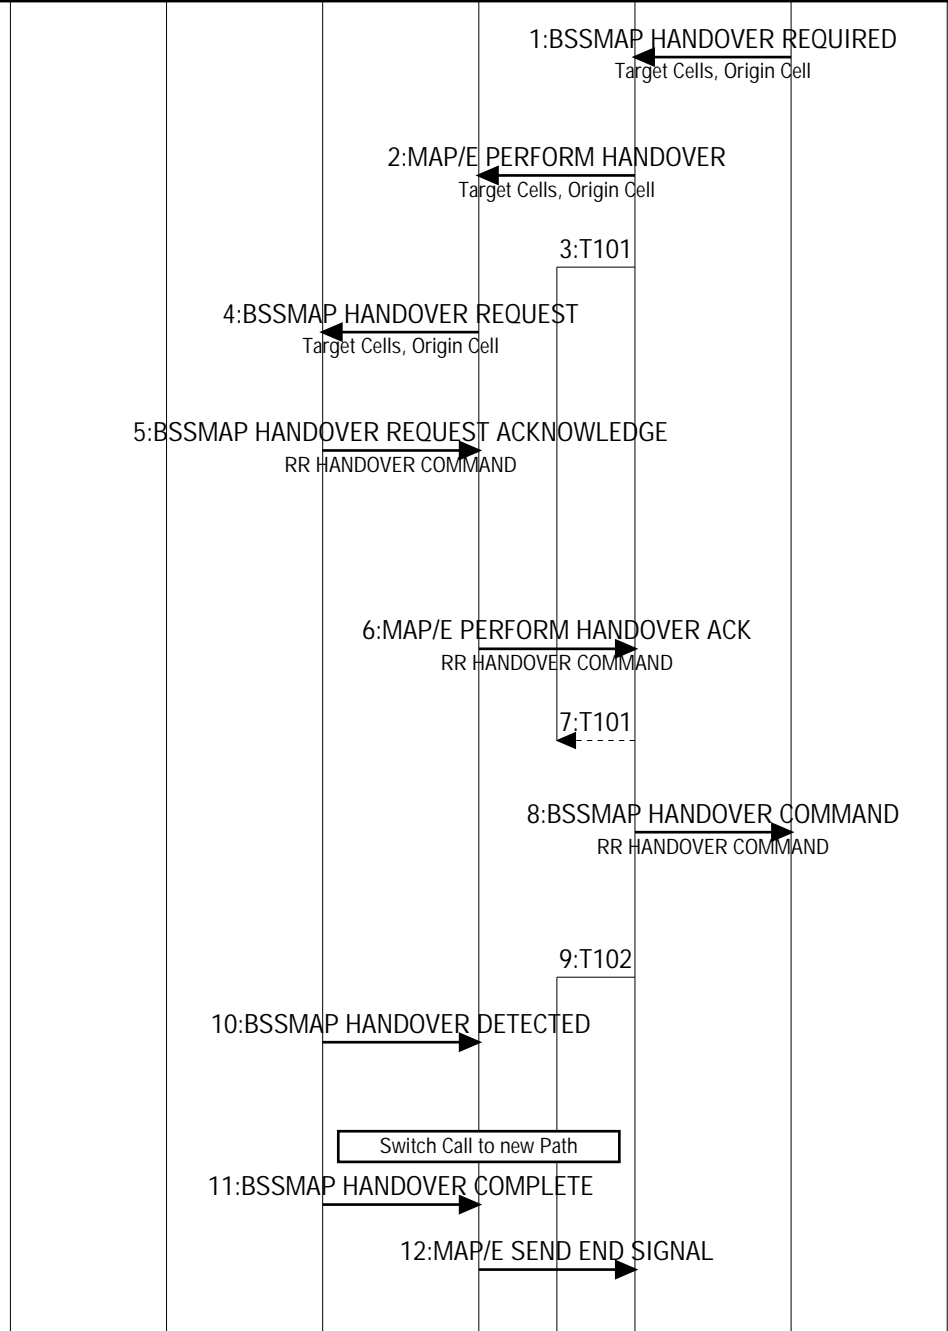 1:BSSMAP HANDOVER REQUIRED
Target Cells, Origin Cell
2:MAP/E PERFORM HANDOVER
Target Cells, Origin Cell
3:T101
4:BSSMAP HANDOVER REQUEST
Target Cells, Origin Cell
5:BSSMAP HANDOVER REQUEST ACKNOWLEDGE
RR HANDOVER COMMAND
6:MAP/E PERFORM HANDOVER ACK
RR HANDOVER COMMAND
7:T101
8:BSSMAP HANDOVER COMMAND
RR HANDOVER COMMAND
9:T102
10:BSSMAP HANDOVER DETECTED
Switch Call to new Path
11:BSSMAP HANDOVER COMPLETE
12:MAP/E SEND END SIGNAL